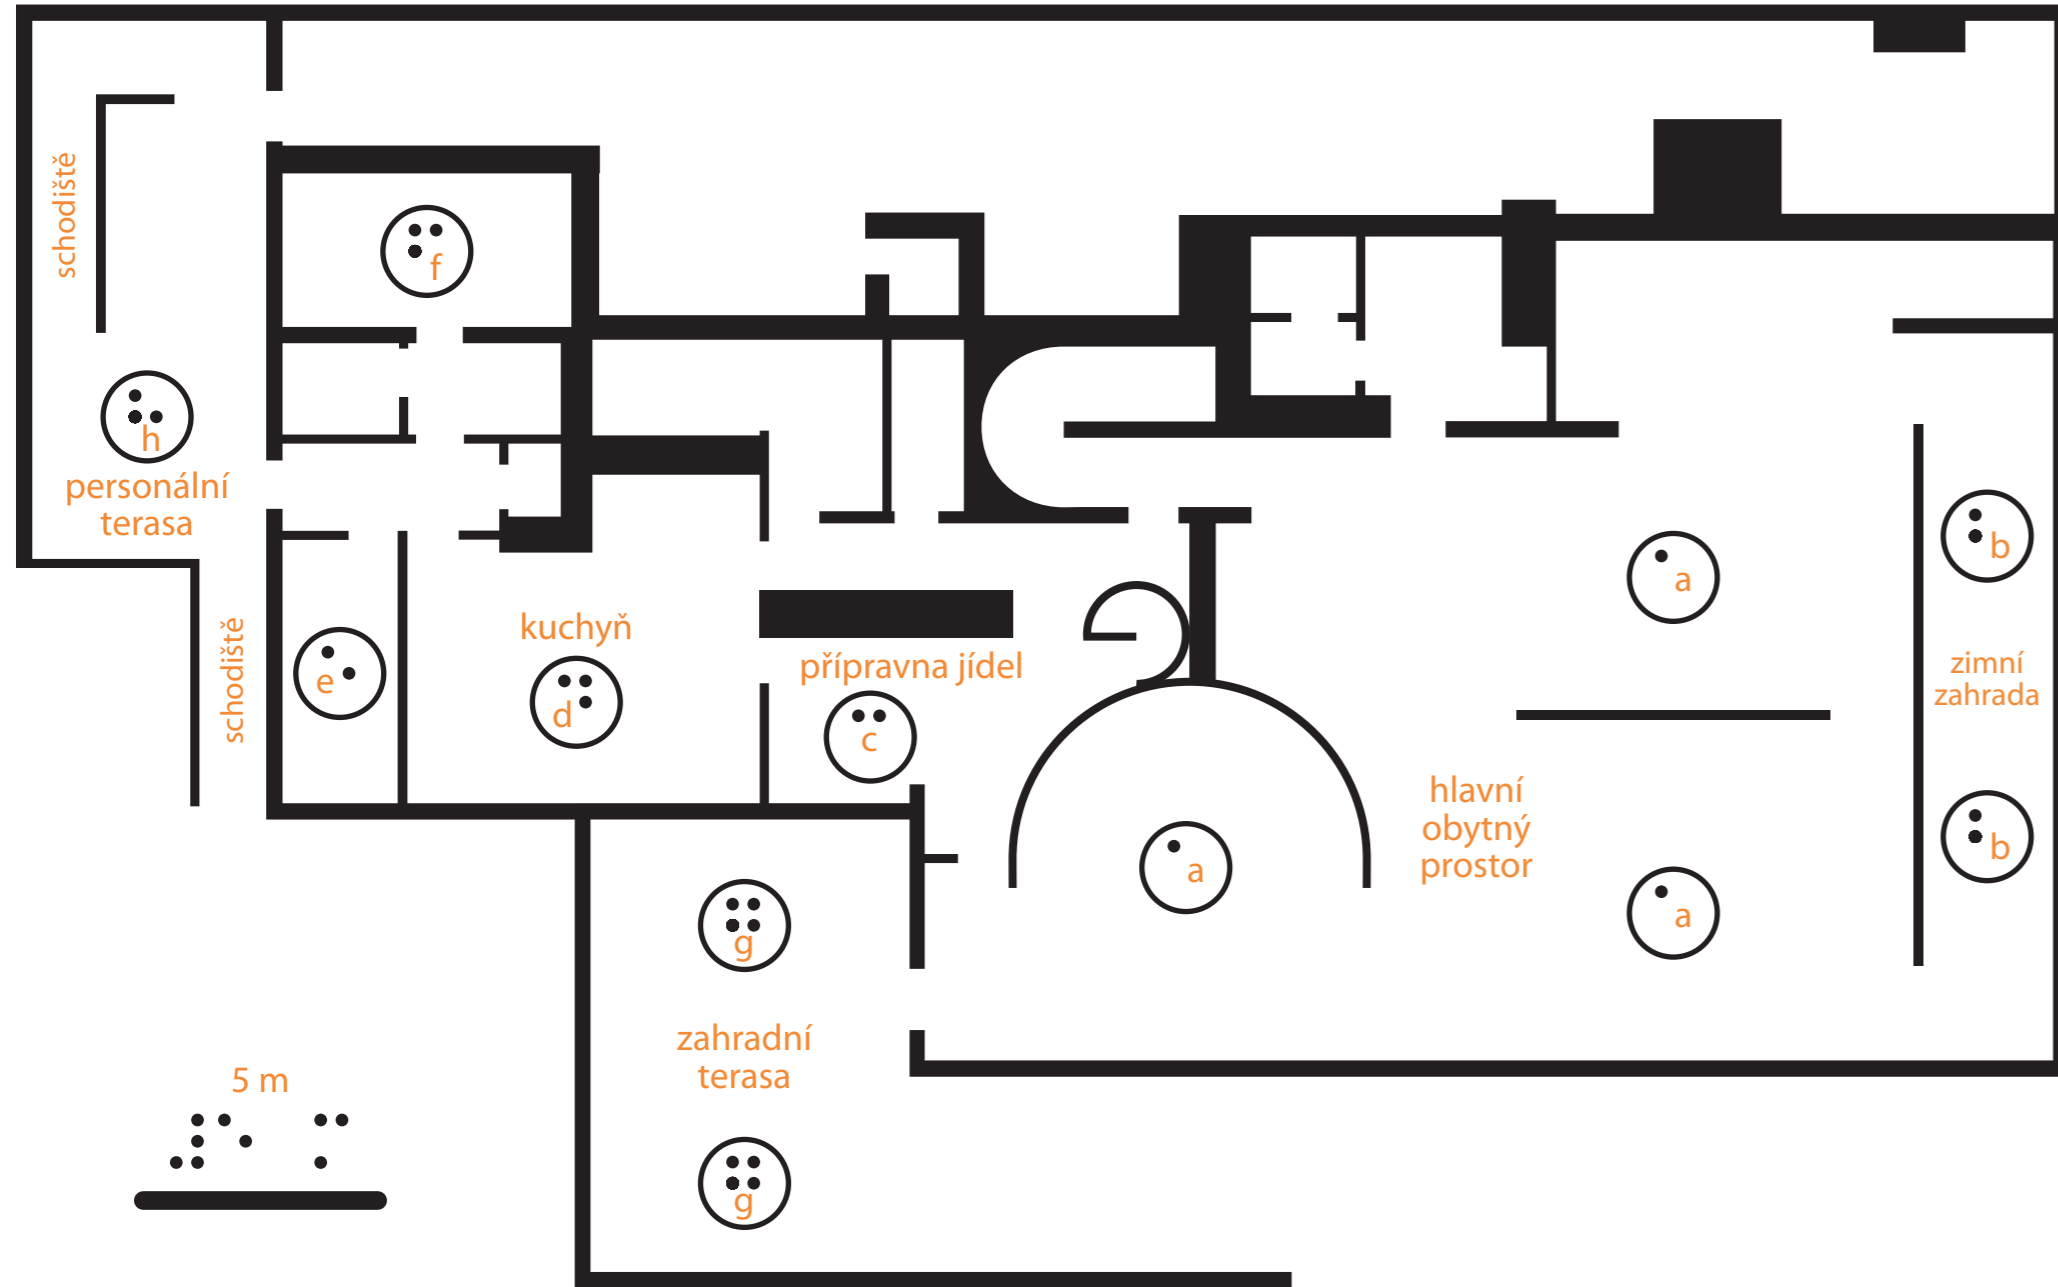 schodiště
f
h
personální
terasa
b
a
kuchyň
schodiště
přípravna jídel
e
d
c
zimní
zahrada
hlavní
obytný
prostor
b
a
a
g
zahradní
terasa
5 m
g